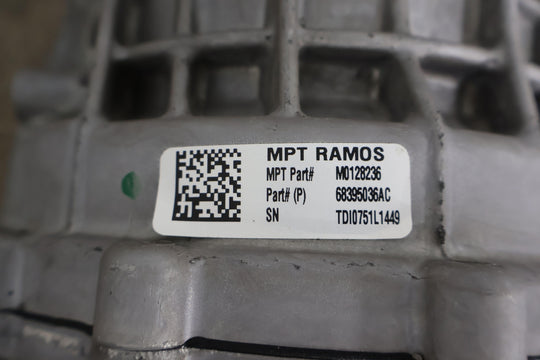 MPT RAMOS
MPT Part# M0128236
Part# (P) 68395036AC
SN TDI0751L1449